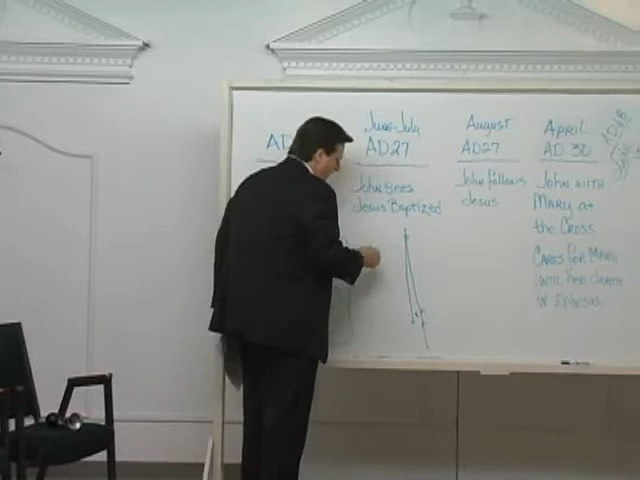 AD
June-July
AD27
John sees
Jesus Baptized
August
AD27
John follows
Jesus
April
AD 30
John with
Mary at
the Cross
Cares for Mary
until her death
in Ephesus
AD68